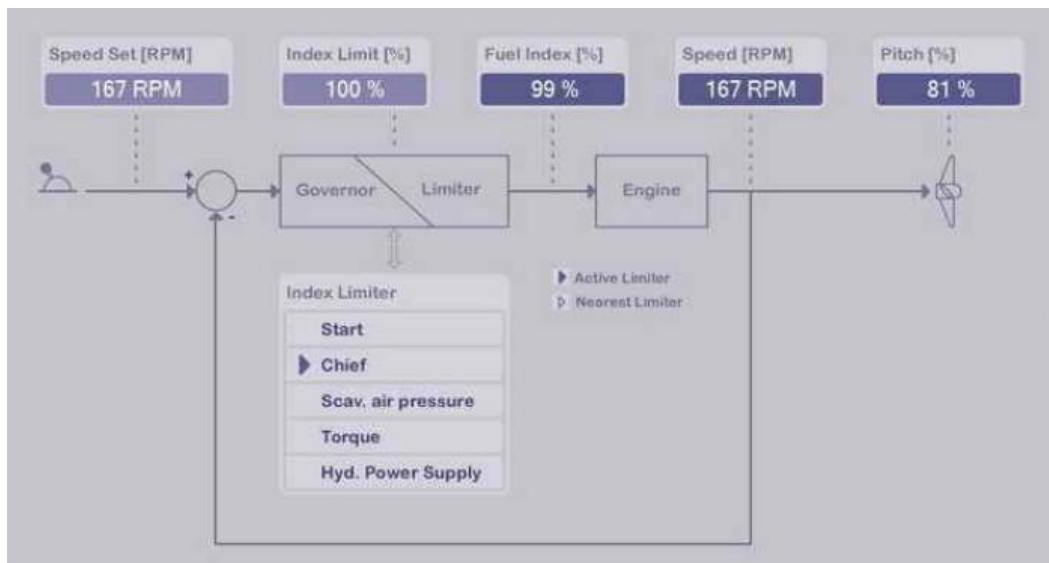 Speed Set [RPM]
167 RPM
Index Limit [%]
100 %
Fuel Index [%]
99 %
Speed [RPM]
167 RPM
Pitch [%]
81 %
+
-
Governor
Limiter
Engine
Active Limiter
Nearest Limiter
Index Limiter
Start
Chief
Scav. air pressure
Torque
Hyd. Power Supply